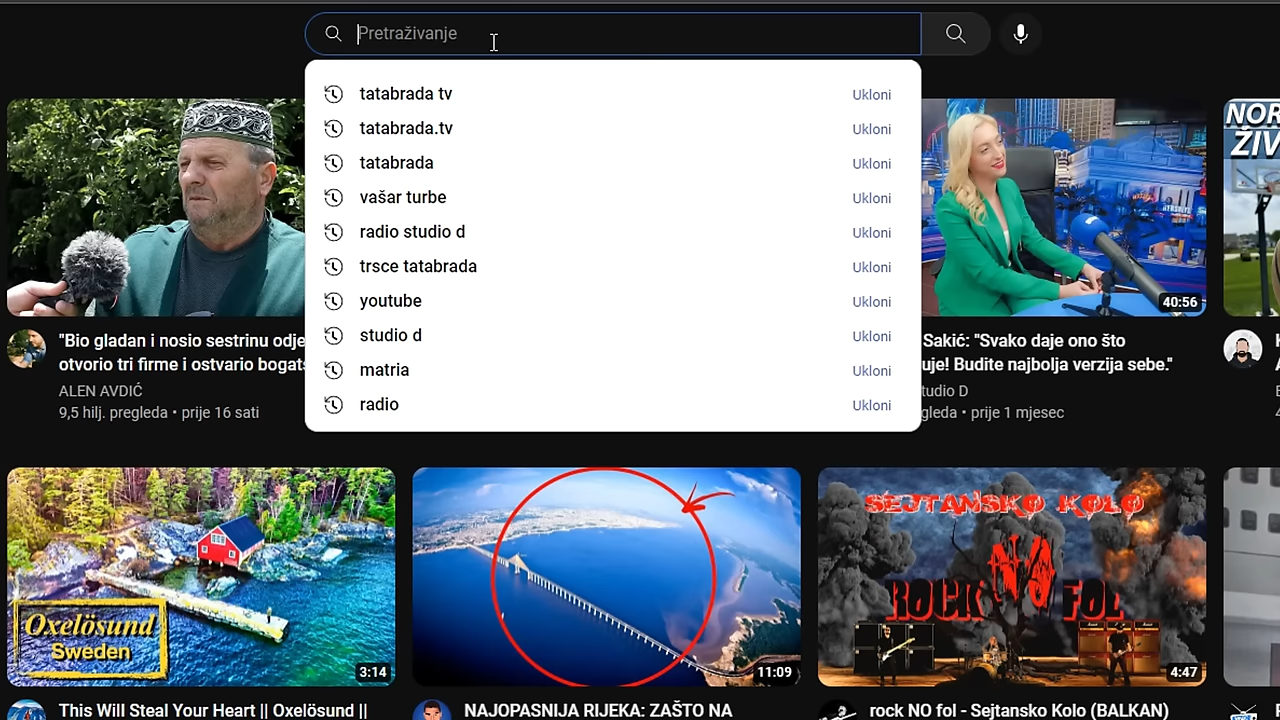 Pretraživanje
tatabrada tv
Ukloni
tatabrada.tv
Ukloni
tatabrada
Ukloni
vašar turbe
Ukloni
radio studio d
Ukloni
trsce tatabrada
Ukloni
youtube
Ukloni
studio d
Ukloni
matria
Ukloni
radio
Ukloni
40:56
"Bio gladan i nosio sestrinu odje
otvorio tri firme i ostvario bogats
ALEN AVDIĆ
9,5 hilj. pregleda • prije 16 sati
Sakić: "Svako daje ono što
uje! Budite najbolja verzija sebe."
tudio D
gleda • prije 1 mjesec
NOR
ŽIV
Oxelösund
Sweden
3:14
11:09
SEJTANSKO KOLO
ROCK NO FOL
4:47
This Will Steal Your Heart || Oxelösund ||
NAJOPASNIJA RIJEKA: ZAŠTO NA
rock NO fol - Sejtansko Kolo (BALKAN)